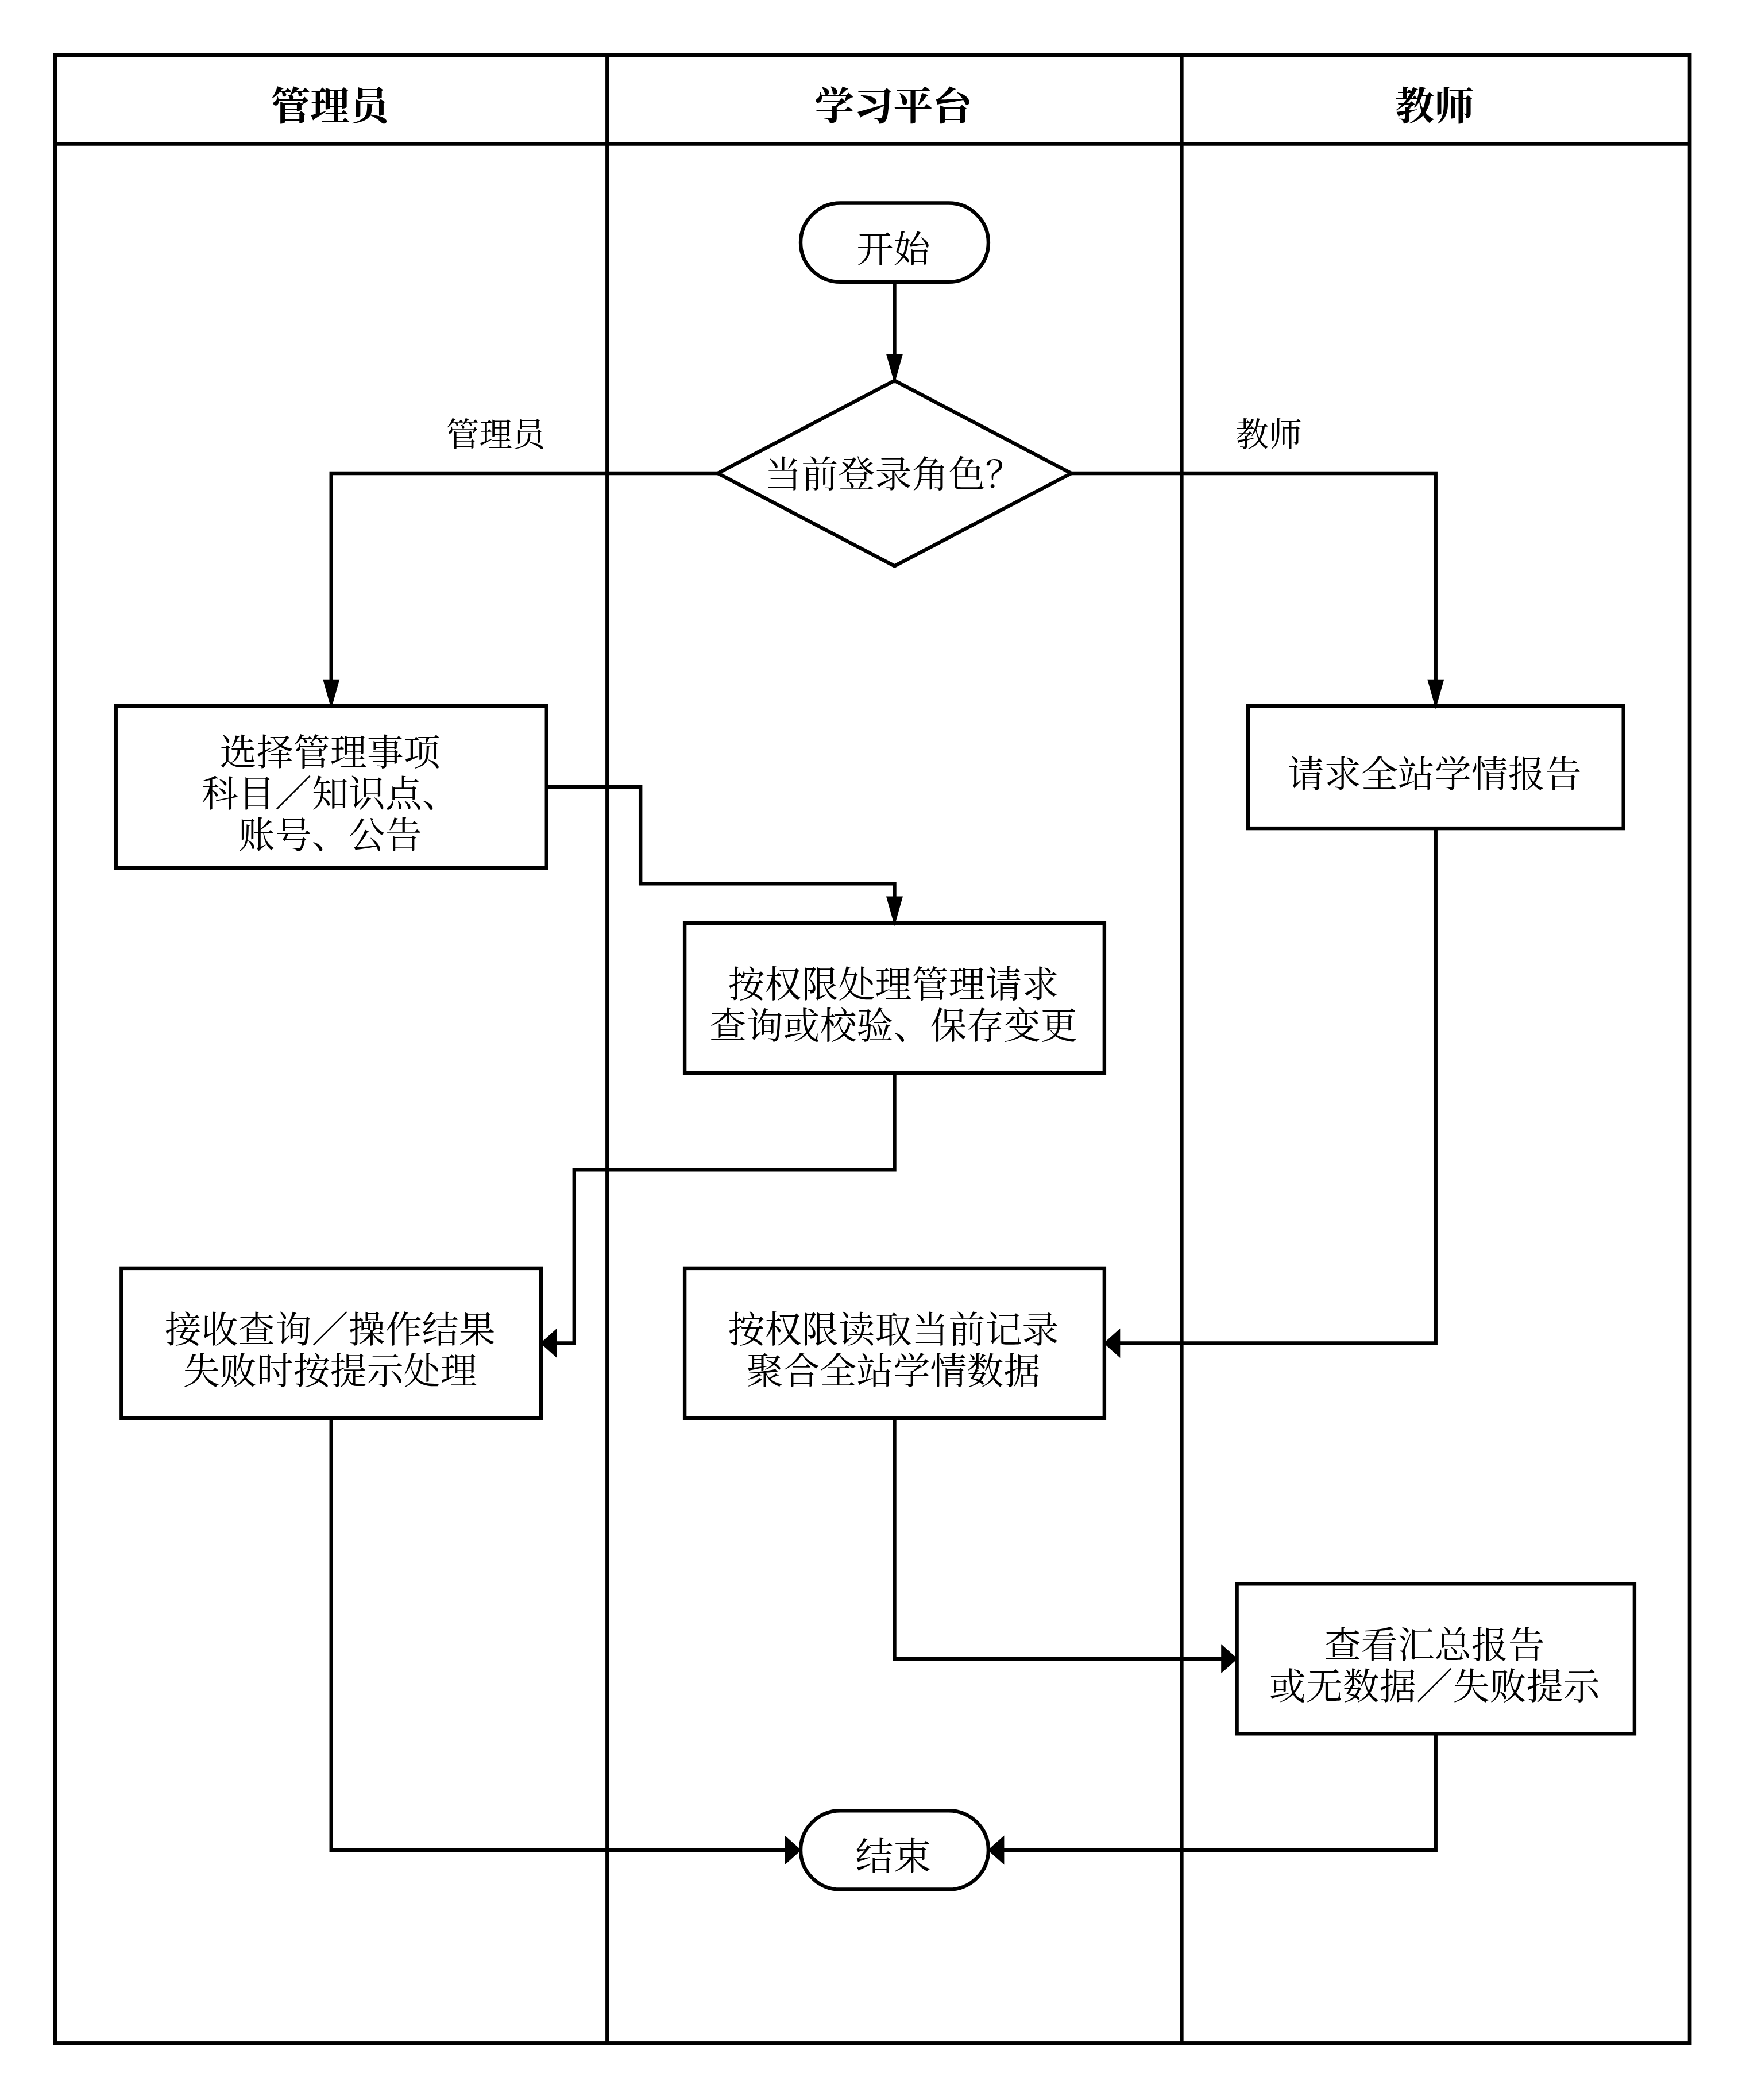 管理员
学习平台
教师
开始
管理员
教师
当前登录角色?
选择管理事项
科目／知识点、
账号、公告
请求全站学情报告
按权限处理管理请求
查询或校验、保存变更
接收查询／操作结果
失败时按提示处理
按权限读取当前记录
聚合全站学情数据
查看汇总报告
或无数据／失败提示
结束